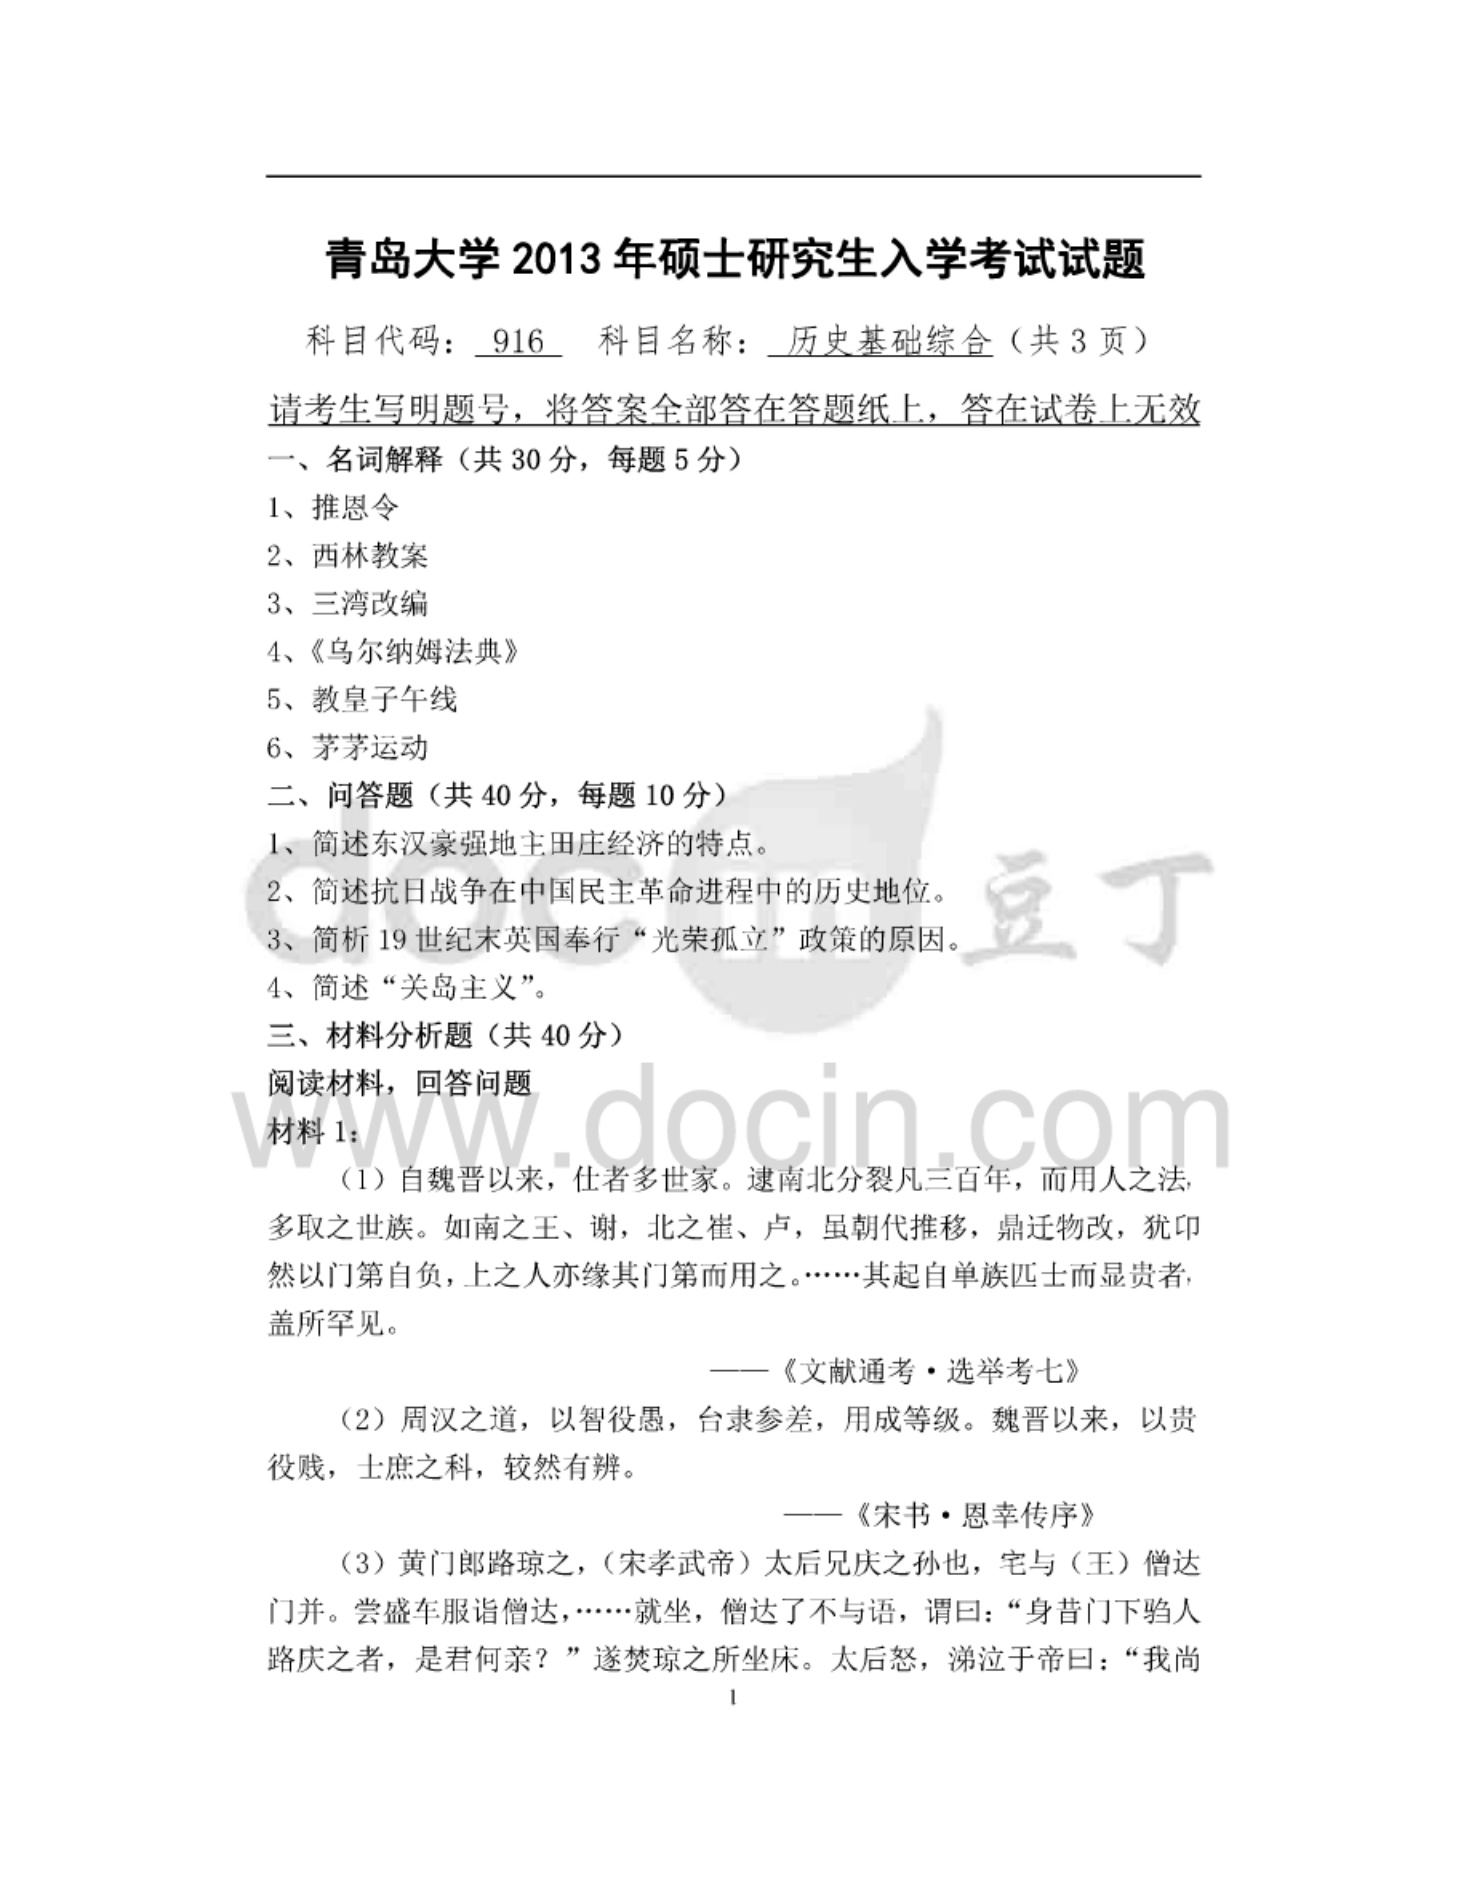 青岛大学 2013 年硕士研究生入学考试试题
科目代码： 916 科目名称： 历史基础综合（共 3 页）
请考生写明题号，将答案全部答在答题纸上，答在试卷上无效
一、名词解释（共 30 分，每题 5 分）
1、推恩令
2、西林教案
3、三湾改编
4、《乌尔纳姆法典》
5、教皇子午线
6、茅茅运动
二、问答题（共 40 分，每题 10 分）
1、简述东汉豪强地主田庄经济的特点。
2、简述抗日战争在中国民主革命进程中的历史地位。
3、简析 19 世纪末英国奉行“光荣孤立”政策的原因。
4、简述“关岛主义”。
三、材料分析题（共 40 分）
阅读材料，回答问题
材料 1：
（1）自魏晋以来，仕者多世家。逮南北分裂凡三百年，而用人之法，
多取之世族。如南之王、谢，北之崔、卢，虽朝代推移，鼎迁物改，犹卬
然以门第自负，上之人亦缘其门第而用之。……其起自单族匹士而显贵者，
盖所罕见。
——《文献通考·选举考七》
（2）周汉之道，以智役愚，台隶参差，用成等级。魏晋以来，以贵
役贱，士庶之科，较然有辨。
——《宋书·恩幸传序》
（3）黄门郎路琼之，（宋孝武帝）太后兄庆之孙也，宅与（王）僧达
门并。尝盛车服诣僧达，……就坐，僧达了不与语，谓曰：“身昔门下驺人
路庆之者，是君何亲？”遂焚琼之所坐床。太后怒，涕泣于帝曰：“我尚
1
docin 豆丁
www.docin.com